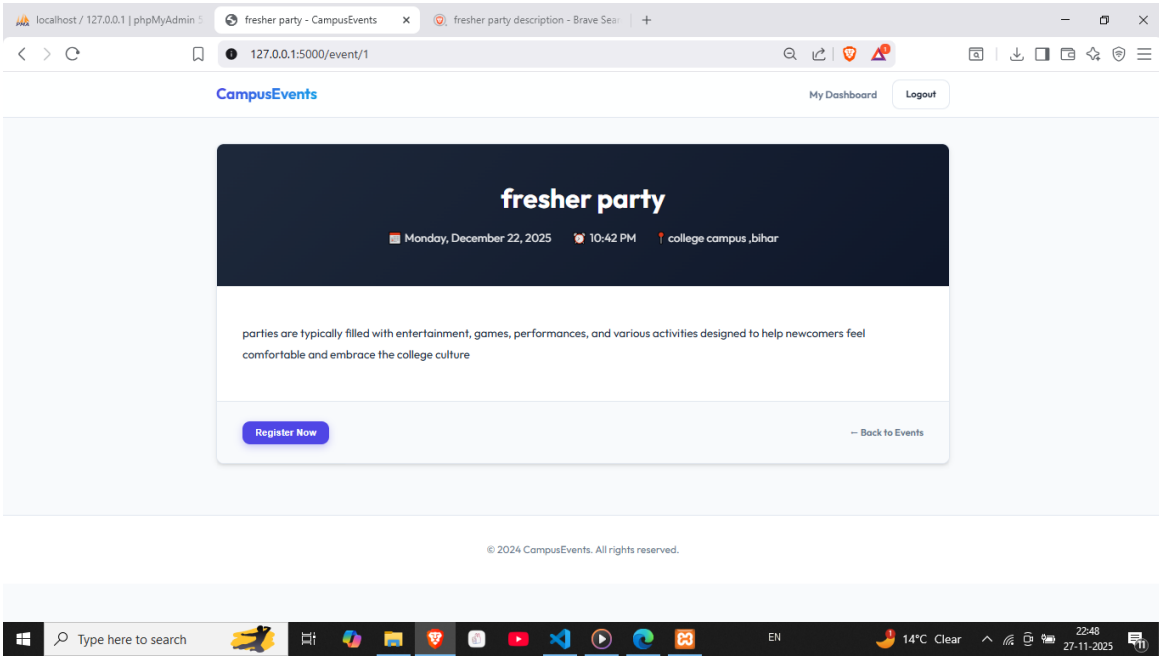 localhost / 127.0.0.1 | phpMyAdmin 5
fresher party - CampusEvents
fresher party description - Brave Sear
127.0.0.1:5000/event/1
1
CampusEvents
My Dashboard
Logout
fresher party
Monday, December 22, 2025 10:42 PM college campus ,bihar
parties are typically filled with entertainment, games, performances, and various activities designed to help newcomers feel
comfortable and embrace the college culture
Register Now
← Back to Events
© 2024 CampusEvents. All rights reserved.
Type here to search
EN
1
14°C Clear
22:48
27-11-2025
11